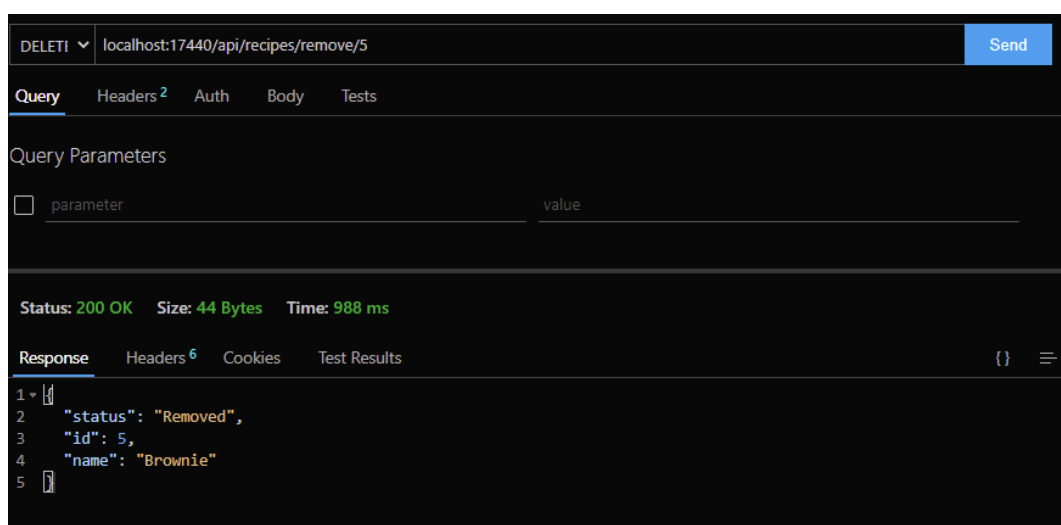 DELETE localhost:17440/api/recipes/remove/5 Send
Query Headers 2 Auth Body Tests
Query Parameters
parameter value
Status: 200 OK Size: 44 Bytes Time: 988 ms
Response Headers 6 Cookies Test Results {}
1 {
2 "status": "Removed",
3 "id": 5,
4 "name": "Brownie"
5 }